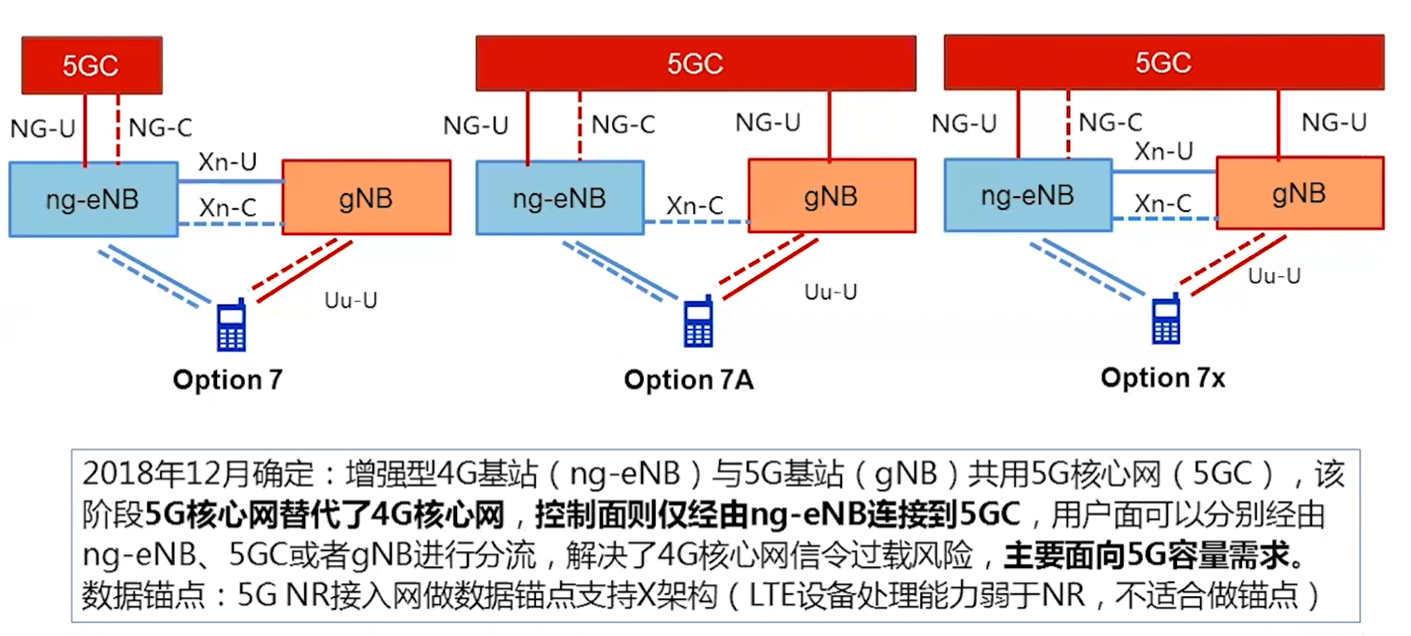 5GC
5GC
5GC
NG-U
NG-C
NG-U
NG-C
NG-U
NG-U
NG-C
NG-U
Xn-U
Xn-U
ng-eNB
gNB
ng-eNB
gNB
ng-eNB
gNB
Xn-C
Xn-C
Xn-C
Uu-U
Uu-U
Uu-U
Option 7
Option 7A
Option 7x
2018年12月确定：增强型4G基站（ng-eNB）与5G基站（gNB）共用5G核心网（5GC），该
阶段5G核心网替代了4G核心网，控制面则仅经由ng-eNB连接到5GC，用户面可以分别经由
ng-eNB、5GC或者gNB进行分流，解决了4G核心网信令过载风险，主要面向5G容量需求。
数据锚点：5G NR接入网做数据锚点支持X架构（LTE设备处理能力弱于NR，不适合做锚点）